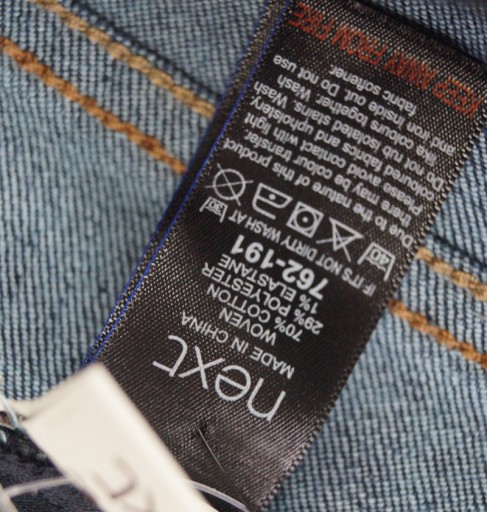 next
MADE IN CHINA
WOVEN
70% COTTON
29% POLYESTER
1% ELASTANE
762-191
IF IT'S NOT DIRTY WASH AT 30
40
Due to the nature of this product
there may be colour transfer.
Please avoid contact with light
coloured fabrics and upholstery.
Do not rub isolated stains. Wash
like colours together. Wash
and iron inside out. Do not use
fabric softener.
KEEP AWAY FROM FIRE